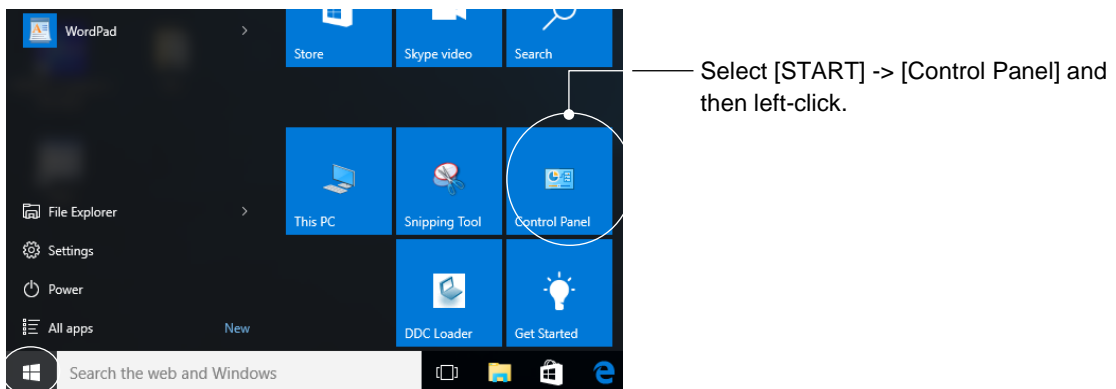 WordPad
Store
Skype video
Search
Select [START] -> [Control Panel] and
then left-click.
File Explorer
This PC
Snipping Tool
Control Panel
Settings
Power
All apps
New
DDC Loader
Get Started
Search the web and Windows